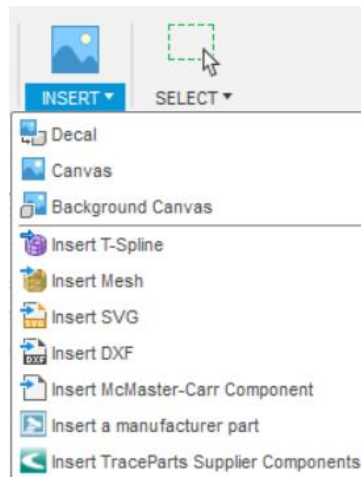 INSERT▼ SELECT▼
Decal
Canvas
Background Canvas
Insert T-Spline
Insert Mesh
SVG Insert SVG
DXF Insert DXF
Insert McMaster-Carr Component
Insert a manufacturer part
Insert TraceParts Supplier Components